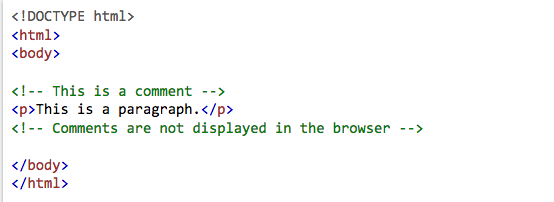 <!DOCTYPE html>
<html>
<body>
<!-- This is a comment -->
<p>This is a paragraph.</p>
<!-- Comments are not displayed in the browser -->
</body>
</html>